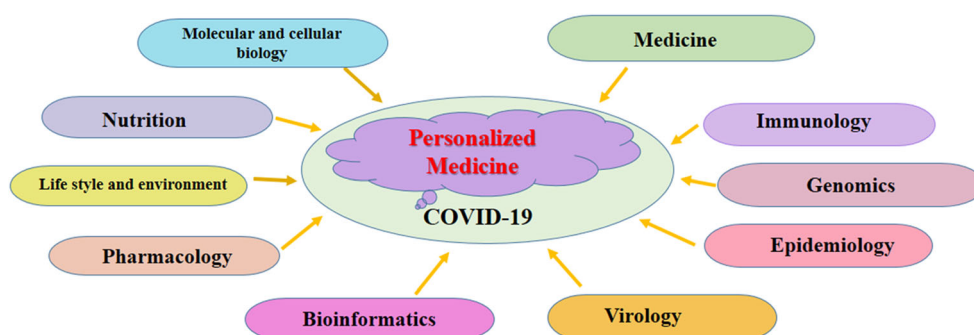 Molecular and cellular
biology
Medicine
Nutrition
Personalized
Medicine
Immunology
Life style and environment
Genomics
COVID-19
Pharmacology
Epidemiology
Bioinformatics
Virology